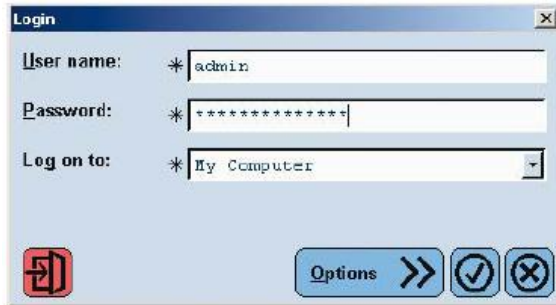 Login
User name: * admin
Password: * **************
Log on to: * My Computer
Options